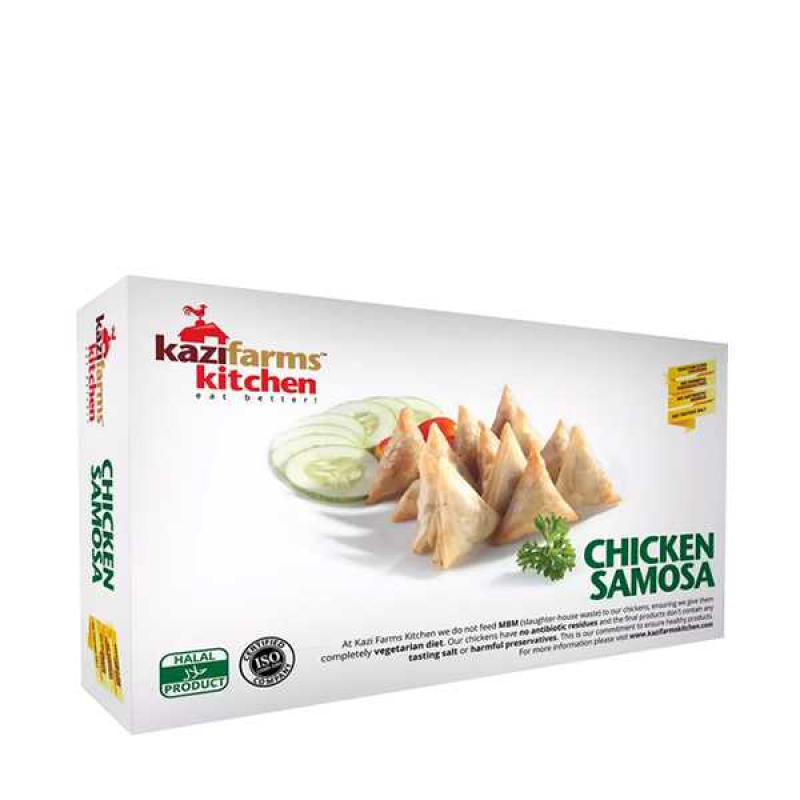 kazifarms™
kitchen
eat better!
CHICKEN
SAMOSA
At Kazi Farms Kitchen we do not feed MBM (slaughter-house waste) to our chickens, ensuring we give them
completely vegetarian diet. Our chickens have no antibiotic residues and the final products don't contain any
tasting salt or harmful preservatives. This is our commitment to ensure healthy products.
For more information please visit www.kazifarmskitchen.com
HALAL
حلال
PRODUCT
CERTIFIED
ISO
COMPANY
kazifarms
kitchen
CHICKEN
SAMOSA